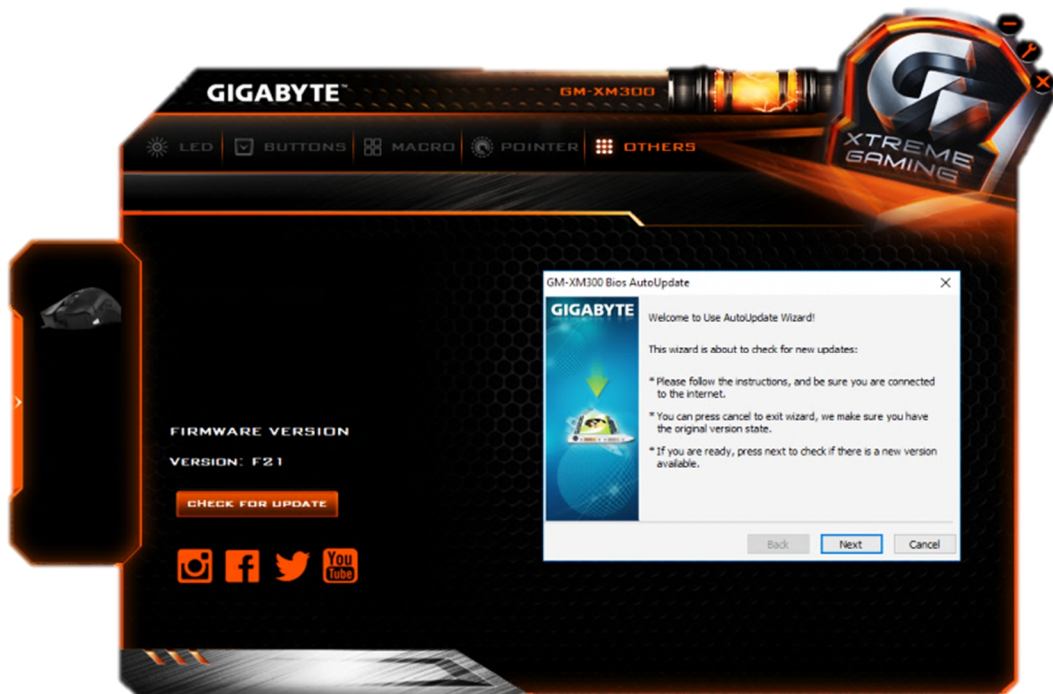 GIGABYTE™
GM-XM300
XTREME
GAMING
LED
BUTTONS
MACRO
POINTER
OTHERS
GM-XM300 Bios AutoUpdate
GIGABYTE
Welcome to Use AutoUpdate Wizard!
This wizard is about to check for new updates:
* Please follow the instructions, and be sure you are connected
to the internet.
* You can press cancel to exit wizard, we make sure you have
the original version state.
* If you are ready, press next to check if there is a new version
available.
Back
Next
Cancel
FIRMWARE VERSION
VERSION: F21
CHECK FOR UPDATE
You
Tube